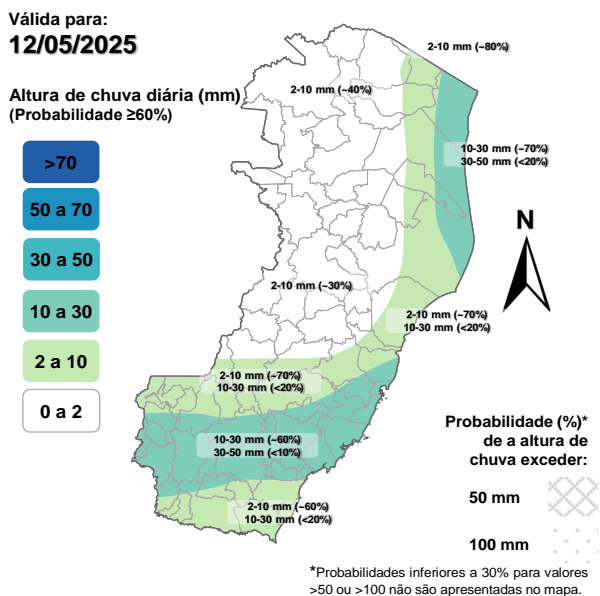 Válida para:
12/05/2025
Altura de chuva diária (mm)
(Probabilidade ≥60%)
>70
50 a 70
30 a 50
10 a 30
2 a 10
0 a 2
2-10 mm (~80%)
2-10 mm (~40%)
10-30 mm (~70%)
30-50 mm (<20%)
N
2-10 mm (~30%)
2-10 mm (~70%)
10-30 mm (<20%)
2-10 mm (~70%)
10-30 mm (<20%)
10-30 mm (~60%)
30-50 mm (<10%)
2-10 mm (~60%)
10-30 mm (<20%)
Probabilidade (%)*
de a altura de
chuva exceder:
50 mm
100 mm
*Probabilidades inferiores a 30% para valores
>50 ou >100 não são apresentadas no mapa.